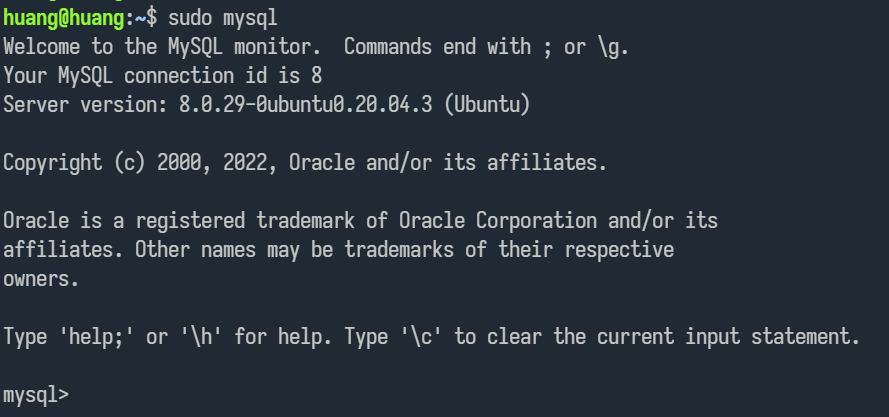 huang@huang:~$ sudo mysql
Welcome to the MySQL monitor.  Commands end with ; or \g.
Your MySQL connection id is 8
Server version: 8.0.29-0ubuntu0.20.04.3 (Ubuntu)

Copyright (c) 2000, 2022, Oracle and/or its affiliates.

Oracle is a registered trademark of Oracle Corporation and/or its
affiliates. Other names may be trademarks of their respective
owners.

Type 'help;' or '\h' for help. Type '\c' to clear the current input statement.

mysql>